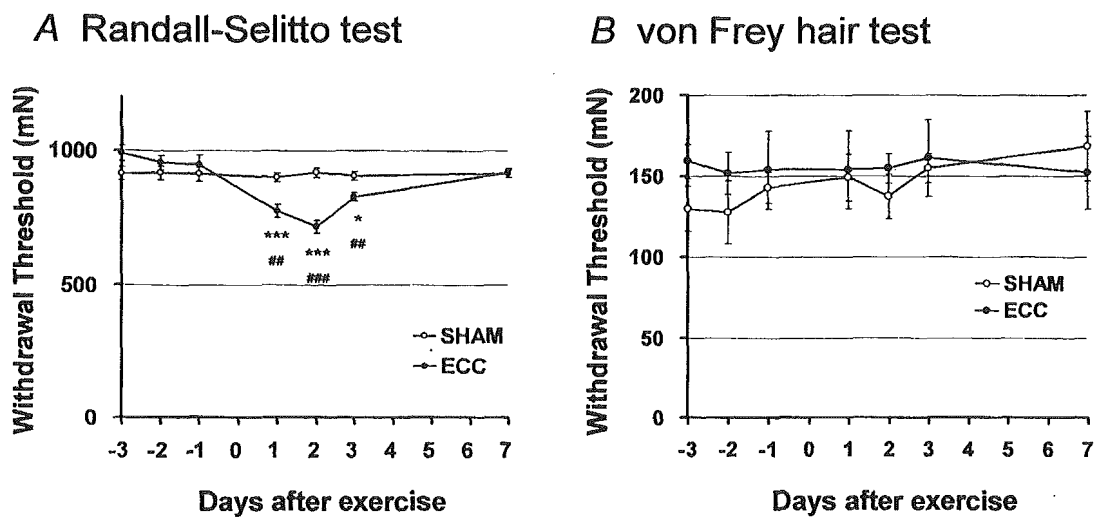 A Randall-Selitto test
Withdrawal Threshold (mN)
1000
500
0
***
##
***
###
*
##
SHAM
ECC
-3 -2 -1 0 1 2 3 4 5 6 7
Days after exercise
B von Frey hair test
Withdrawal Threshold (mN)
200
150
100
50
0
SHAM
ECC
-3 -2 -1 0 1 2 3 4 5 6 7
Days after exercise